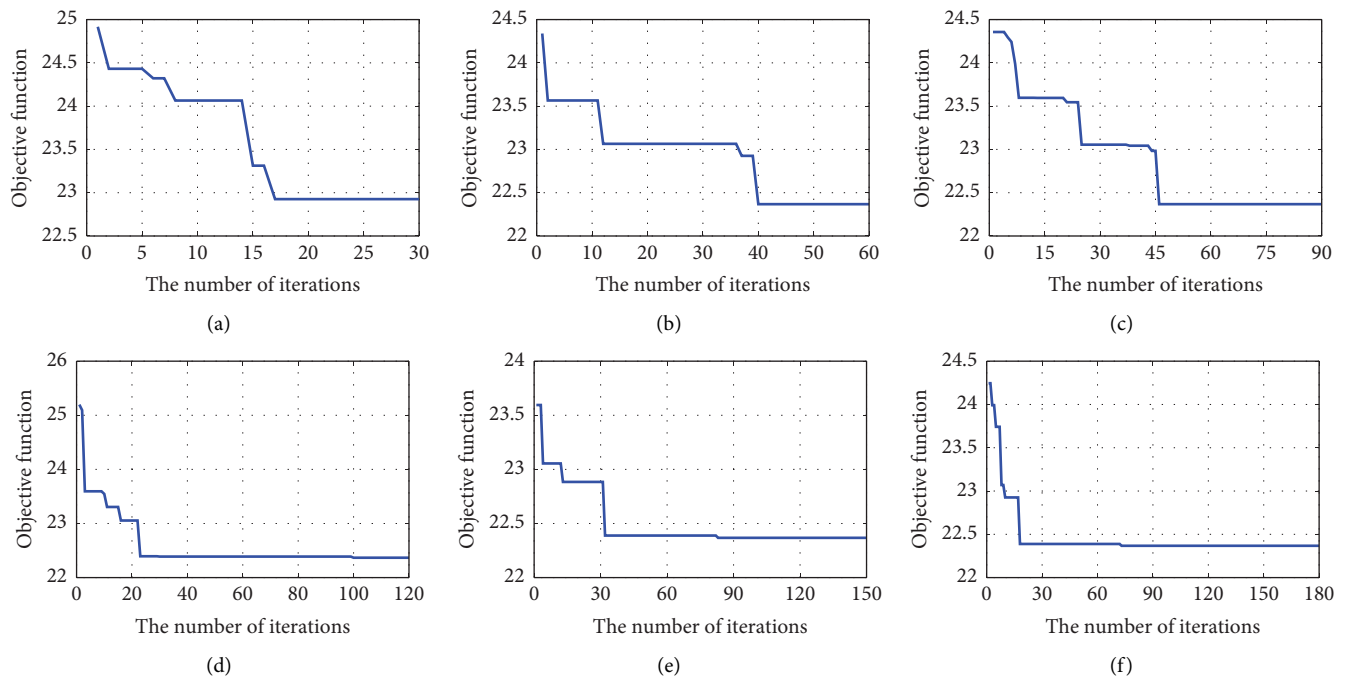 25
24.5
24
23.5
23
22.5
0 5 10 15 20 25 30
Objective function
The number of iterations
(a)
24.5
24
23.5
23
22.5
22
0 10 20 30 40 50 60
Objective function
The number of iterations
(b)
24.5
24
23.5
23
22.5
22
0 15 30 45 60 75 90
Objective function
The number of iterations
(c)
26
25
24
23
22
0 20 40 60 80 100 120
Objective function
The number of iterations
(d)
24
23.5
23
22.5
22
0 30 60 90 120 150
Objective function
The number of iterations
(e)
24.5
24
23.5
23
22.5
22
0 30 60 90 120 150 180
Objective function
The number of iterations
(f)